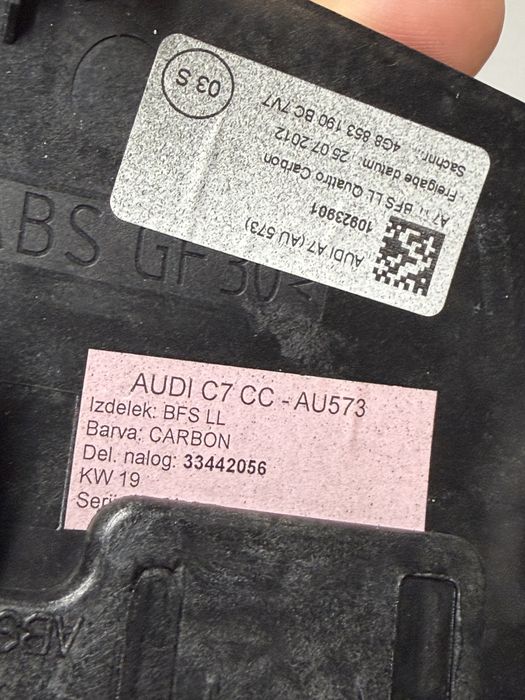 AUDI A7 (AU 573)
10923901
A7 li. BFS LL Quattro Carbon
Freigabe datum: 25.07.2012
Sachnr.: 4G8 853 190 BC 7V7
03 S
ABS GF30<
AUDI C7 CC - AU573
Izdelek: BFS LL
Barva: CARBON
Del. nalog: 33442056
KW 19
ABS